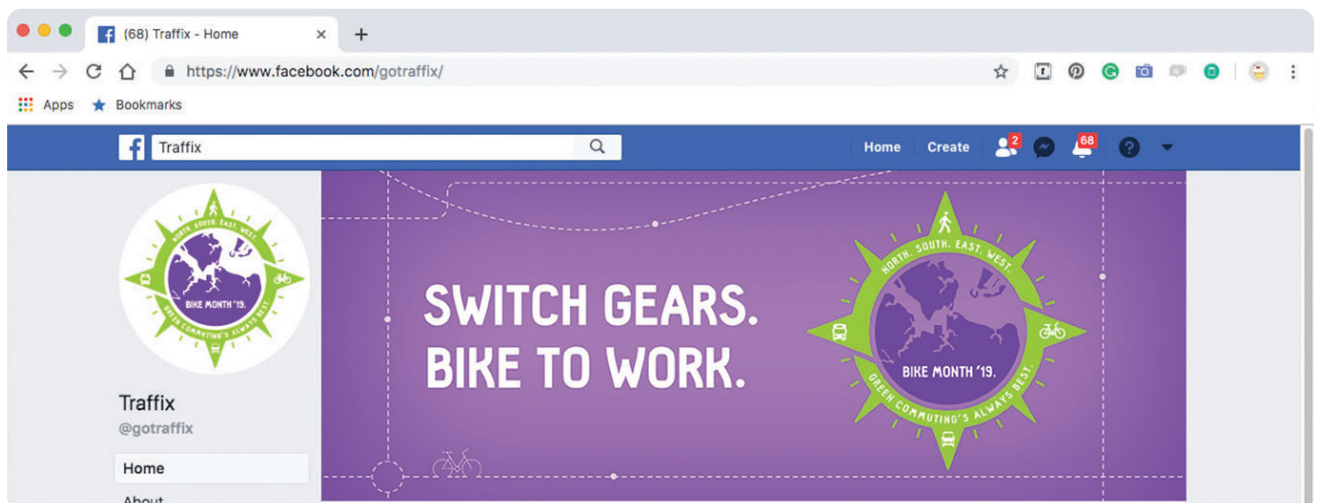 (68) Traffix - Home
https://www.facebook.com/gotraffix/
Apps
Bookmarks
Traffix
Home
Create
2
68
NORTH. SOUTH. EAST. WEST.
BIKE MONTH '19.
GREEN COMMUTING'S ALWAYS BEST.
SWITCH GEARS.
BIKE TO WORK.
NORTH. SOUTH. EAST. WEST.
BIKE MONTH '19.
GREEN COMMUTING'S ALWAYS BEST.
Traffix
@gotraffix
Home
About